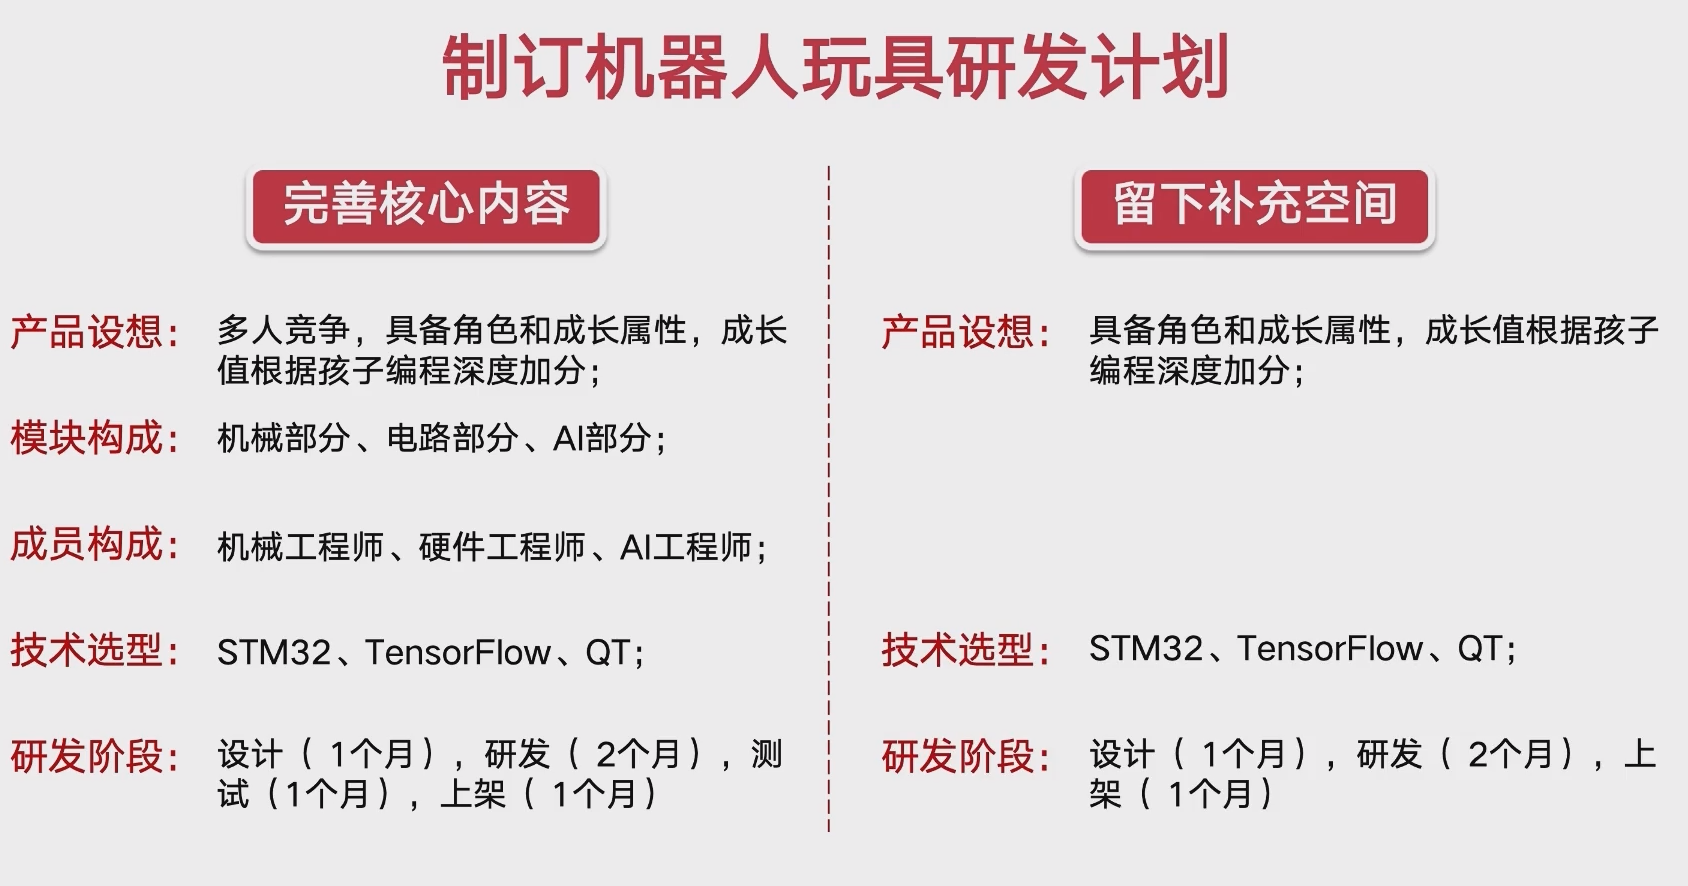 制订机器人玩具研发计划
完善核心内容
产品设想：多人竞争，具备角色和成长属性，成长
值根据孩子编程深度加分；
模块构成：机械部分、电路部分、AI部分；
成员构成：机械工程师、硬件工程师、AI工程师；
技术选型：STM32、TensorFlow、QT；
研发阶段：设计（1个月），研发（2个月），测
试（1个月），上架（1个月）
留下补充空间
产品设想：具备角色和成长属性，成长值根据孩子
编程深度加分；
技术选型：STM32、TensorFlow、QT；
研发阶段：设计（1个月），研发（2个月），上
架（1个月）